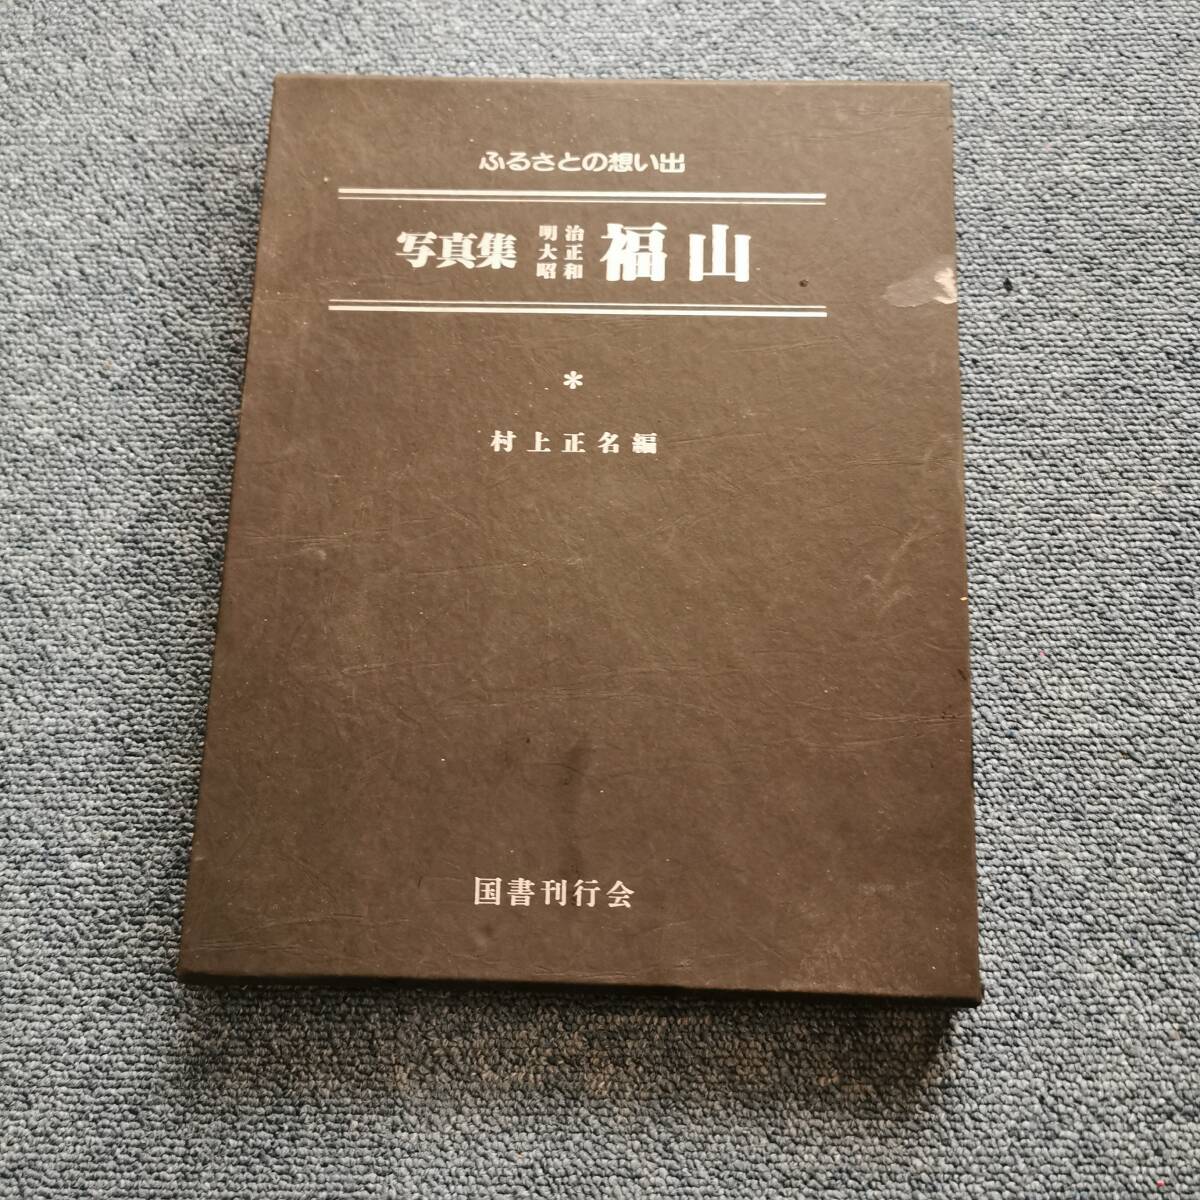 ふるさとの想い出
写真集 明治大正昭和 福山
*
村上正名編
国書刊行会